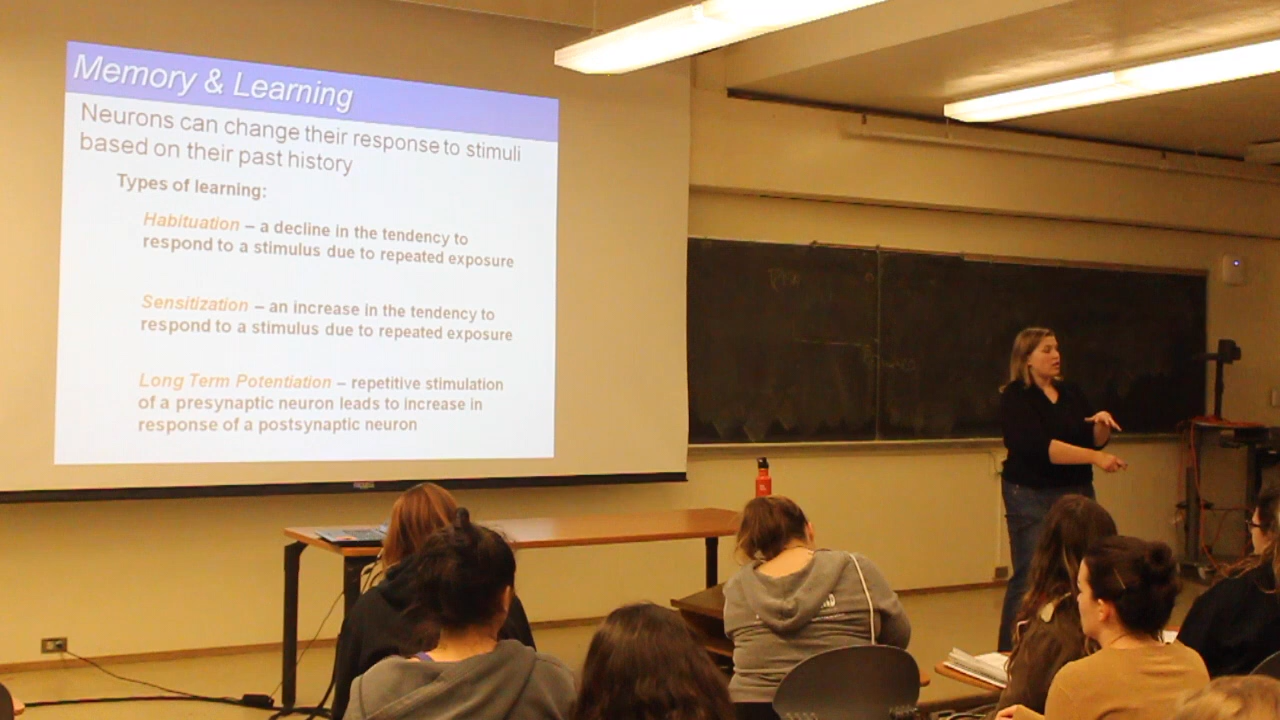 Memory & Learning
Neurons can change their response to stimuli
based on their past history
Types of learning:
Habituation – a decline in the tendency to
respond to a stimulus due to repeated exposure
Sensitization – an increase in the tendency to
respond to a stimulus due to repeated exposure
Long Term Potentiation – repetitive stimulation
of a presynaptic neuron leads to increase in
response of a postsynaptic neuron